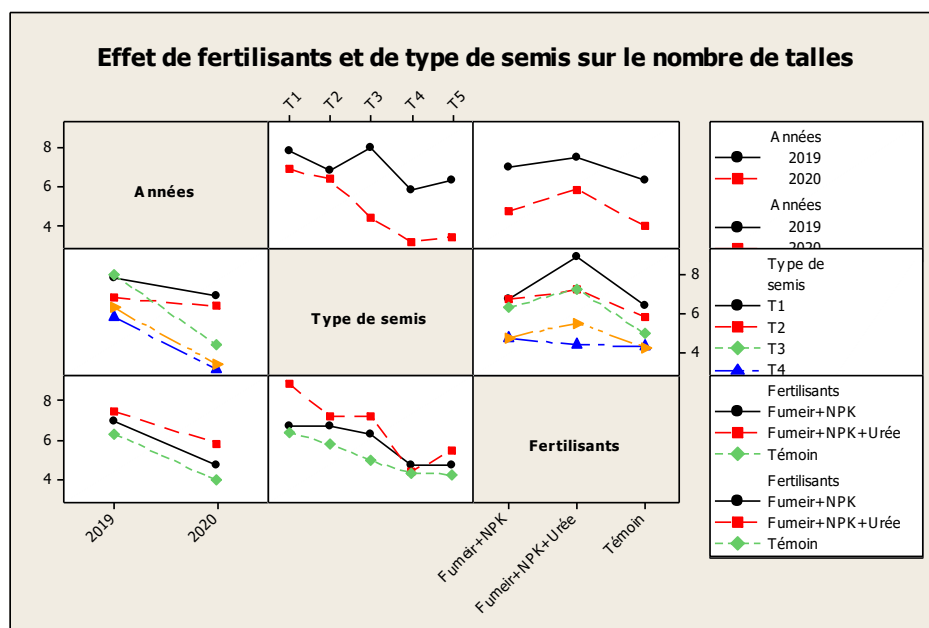 Effet de fertilisants et de type de semis sur le nombre de talles
T1 T2 T3 T4 T5
8
6
4
Années
Années
2019
2020
Années
2019
2020
Type de semis
8
6
4
Type de
semis
T1
T2
T3
T4
8
6
4
Fertilisants
Fertilisants
Fumeir+NPK
Fumeir+NPK+Urée
Témoin
Fertilisants
Fumeir+NPK
Fumeir+NPK+Urée
Témoin
2019 2020
Fumeir+NPK Fumeir+NPK+Urée Témoin